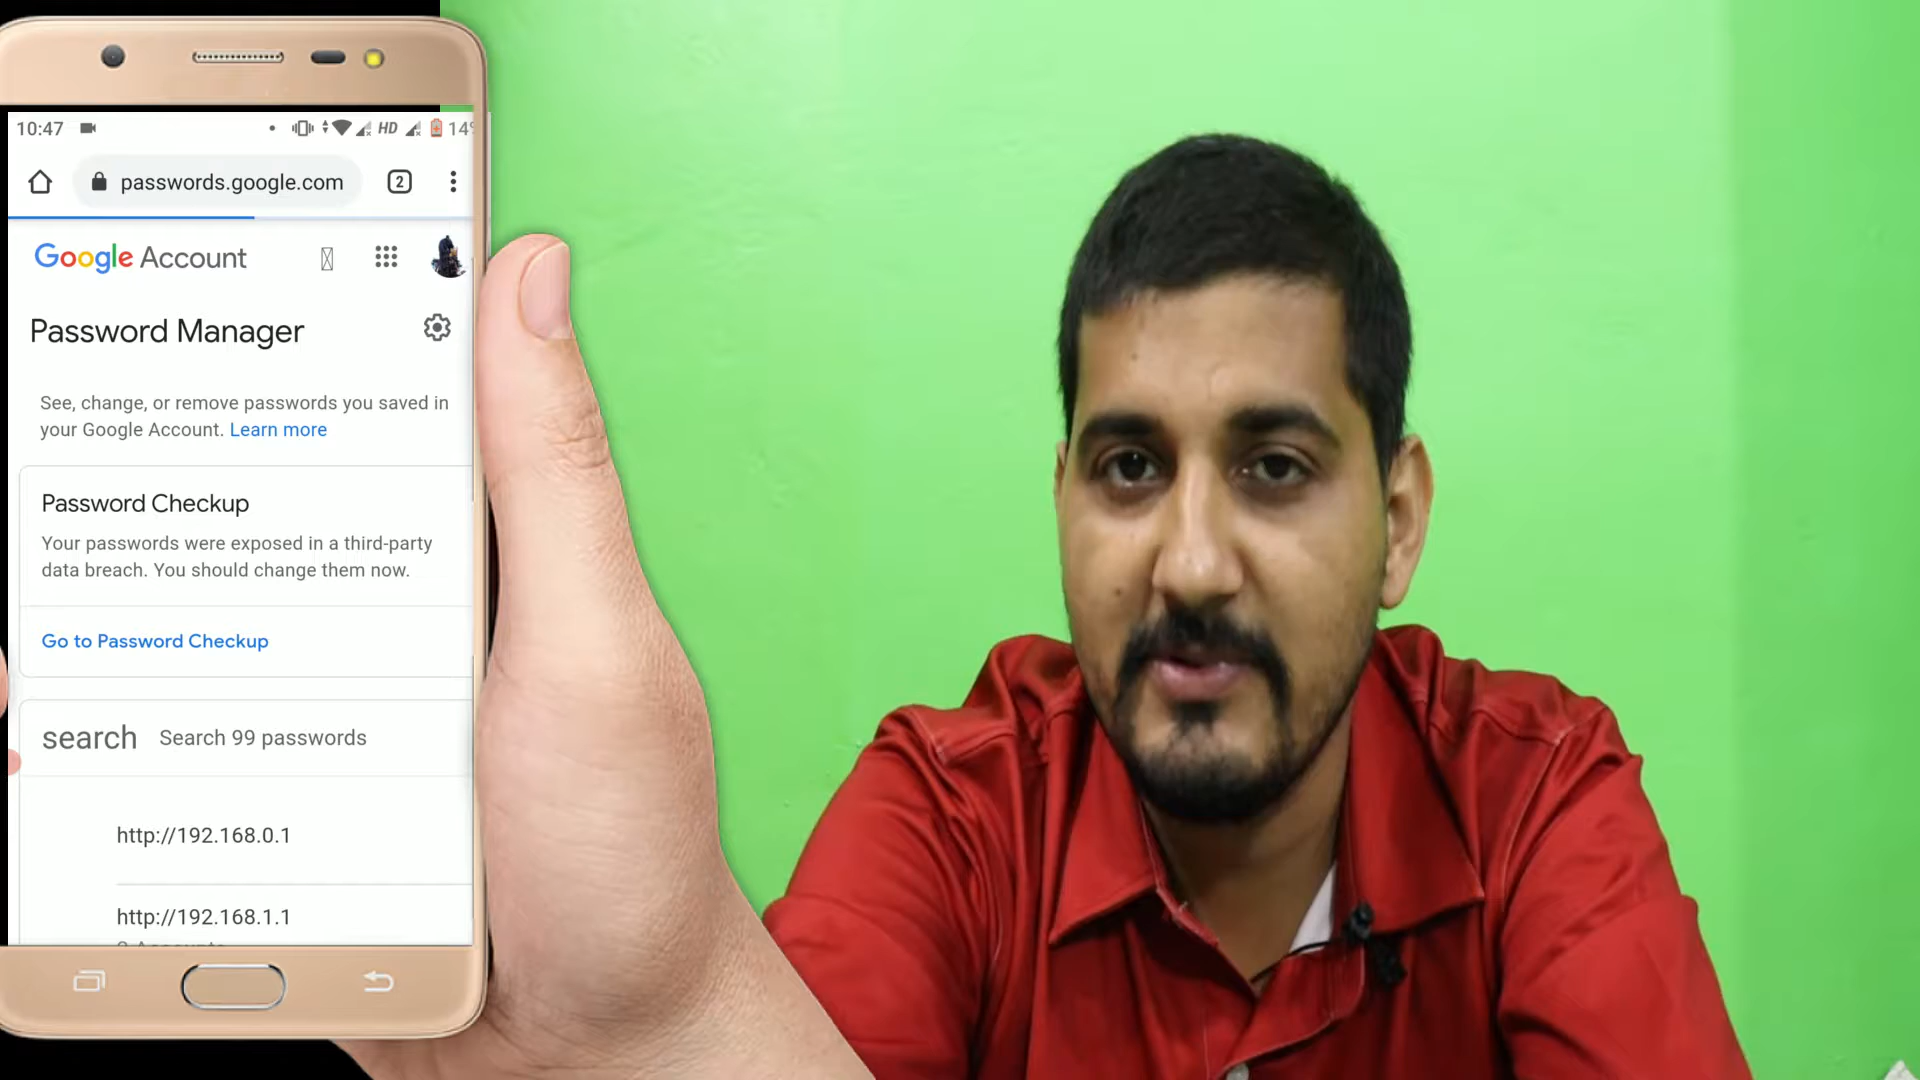 10:47 HD 14%
passwords.google.com 2
Google Account
Password Manager
See, change, or remove passwords you saved in
your Google Account. Learn more
Password Checkup
Your passwords were exposed in a third-party
data breach. You should change them now.
Go to Password Checkup
search Search 99 passwords
http://192.168.0.1
http://192.168.1.1